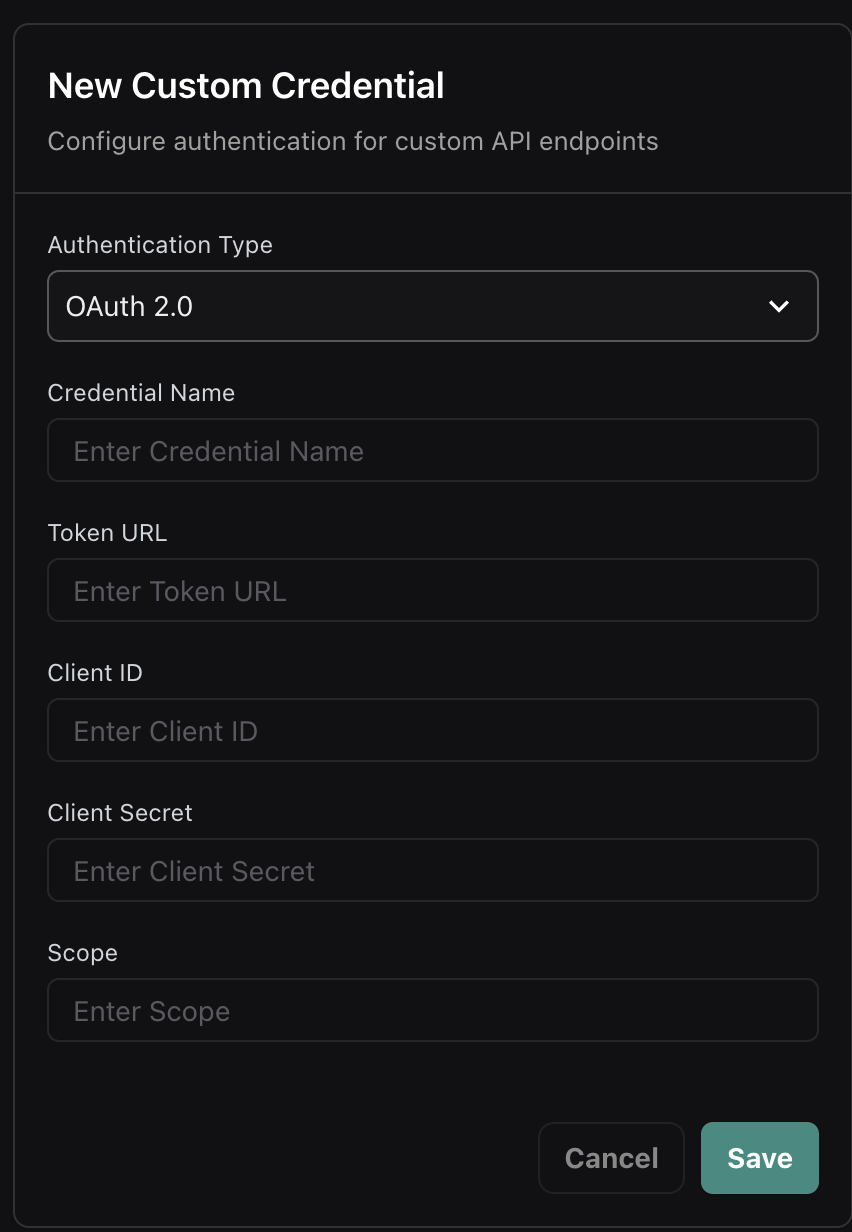 New Custom Credential
Configure authentication for custom API endpoints
Authentication Type
OAuth 2.0
Credential Name
Enter Credential Name
Token URL
Enter Token URL
Client ID
Enter Client ID
Client Secret
Enter Client Secret
Scope
Enter Scope
Cancel Save